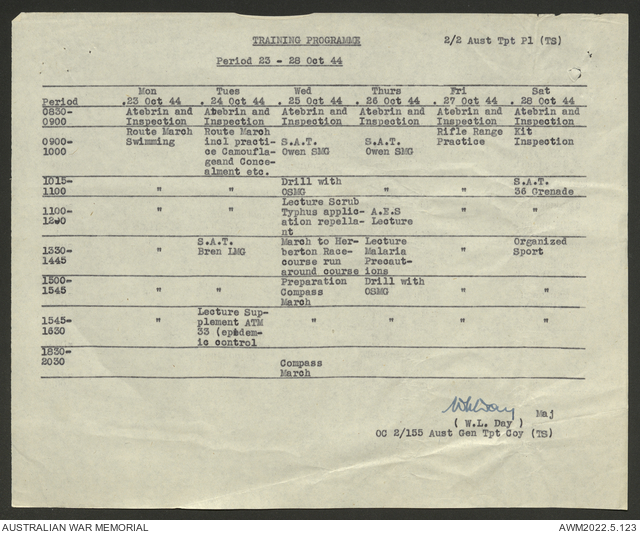 TRAINING PROGRAMME 2/2 Aust Tpt Pl (TS)
Period 23 - 28 Oct 44
Mon Tues Wed Thurs Fri Sat
Period .23 Oct 44 .24 Oct 44 .25 Oct 44 .26 Oct 44 .27 Oct 44 .28 Oct 44
0830- Atebrin and Atebrin and Atebrin and Atebrin and Atebrin and Atebrin and
0900 Inspection Inspection Inspection Inspection Inspection Inspection
Route March Route March Rifle Range Kit
0900- Swimming incl practi- S.A.T. S.A.T. Practice Inspection
1000 ce Camoufla- Owen SMG Owen SMG
geand Conce-
alment etc.
1015- Drill with S.A.T.
1100 " " OSMG " " 36 Grenade
Lecture Scrub
1100- " " Typhus applic- A.E.S " "
1200 ation repella- Lecture
nt
S.A.T. March to Her- Lecture Organized
1330- " Bren LMG berton Race- Malaria " Sport
1445 course run Precaut-
around course ions
1500- Preparation Drill with
1545 " " Compass OSMG " "
March
Lecture Sup-
1545- " plement ATM " " " "
1630 33 (epidem-
ic control
1830-
2030 Compass
March
Maj
( W.L. Day )
OC 2/155 Aust Gen Tpt Coy (TS)
AUSTRALIAN WAR MEMORIAL AWM2022.5.123